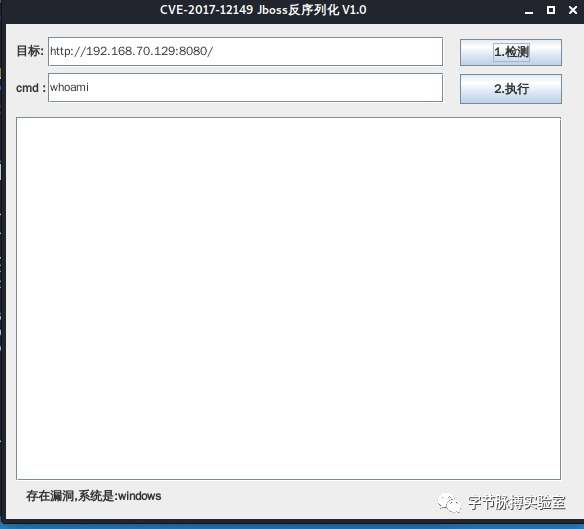 CVE-2017-12149 Jboss反序列化 V1.0
目标: http://192.168.70.129:8080/ 1.检测
cmd : whoami 2.执行
存在漏洞,系统是:windows
字节脉搏实验室